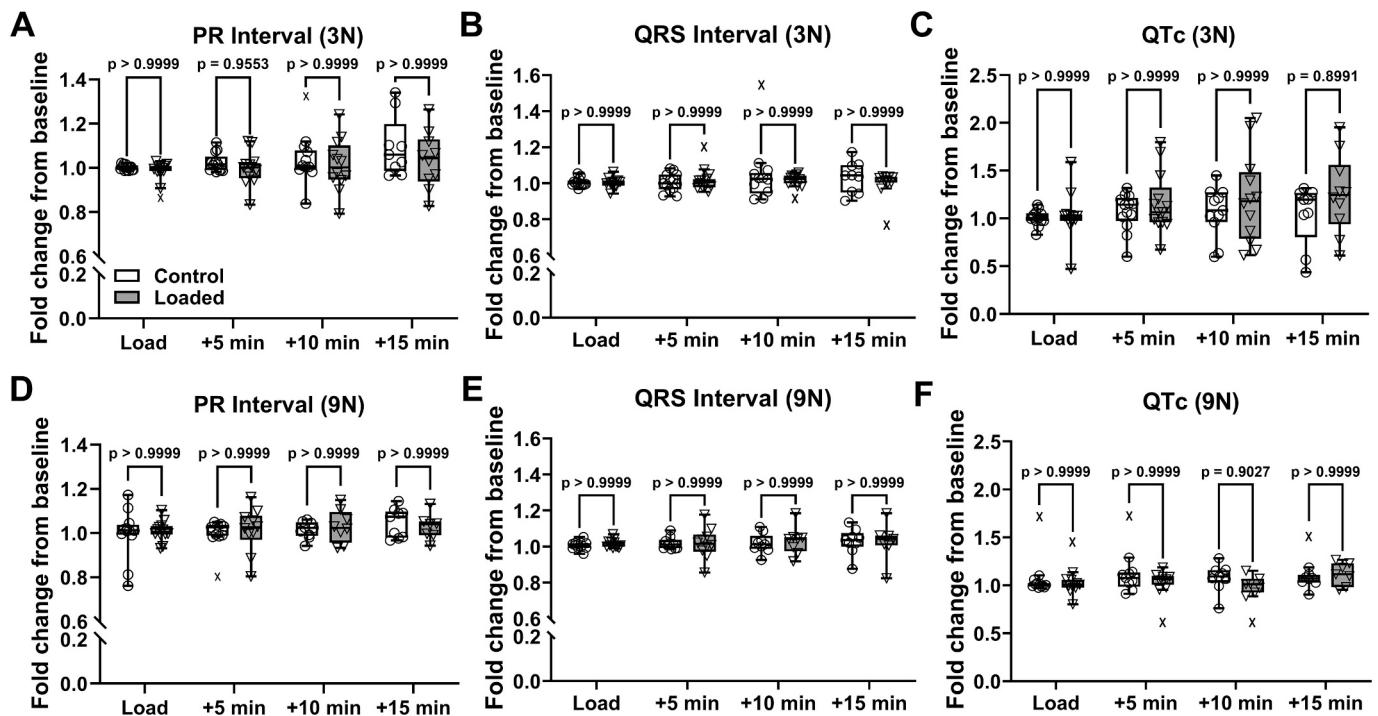 A
PR Interval (3N)
p > 0.9999 p = 0.9553 p > 0.9999 p > 0.9999
Fold change from baseline
1.4
1.2
1.0
0.8
0.6
0.2
0.0
Control
Loaded
Load +5 min +10 min +15 min
B
QRS Interval (3N)
p > 0.9999 p > 0.9999 p > 0.9999 p > 0.9999
Fold change from baseline
1.6
1.4
1.2
1.0
0.8
0.6
0.2
0.0
Load +5 min +10 min +15 min
C
QTc (3N)
p > 0.9999 p > 0.9999 p > 0.9999 p = 0.8991
Fold change from baseline
2.5
2.0
1.5
1.0
0.5
0.0
Load +5 min +10 min +15 min
D
PR Interval (9N)
p > 0.9999 p > 0.9999 p > 0.9999 p > 0.9999
Fold change from baseline
1.4
1.2
1.0
0.8
0.6
0.2
0.0
Load +5 min +10 min +15 min
E
QRS Interval (9N)
p > 0.9999 p > 0.9999 p > 0.9999 p > 0.9999
Fold change from baseline
1.6
1.4
1.2
1.0
0.8
0.6
0.2
0.0
Load +5 min +10 min +15 min
F
QTc (9N)
p > 0.9999 p > 0.9999 p = 0.9027 p > 0.9999
Fold change from baseline
2.5
2.0
1.5
1.0
0.5
0.0
Load +5 min +10 min +15 min